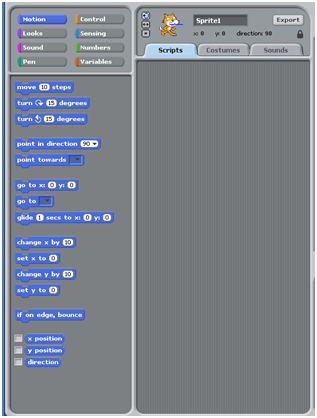 Motion Control
Looks Sensing
Sound Numbers
Pen Variables
Sprite1 Export
x: 0 y: 0 direction: 90
Scripts Costumes Sounds
move 10 steps
turn 15 degrees
turn 15 degrees
point in direction 90
point towards
go to x: 0 y: 0
go to
glide 1 secs to x: 0 y: 0
change x by 10
set x to 0
change y by 10
set y to 0
if on edge, bounce
x position
y position
direction